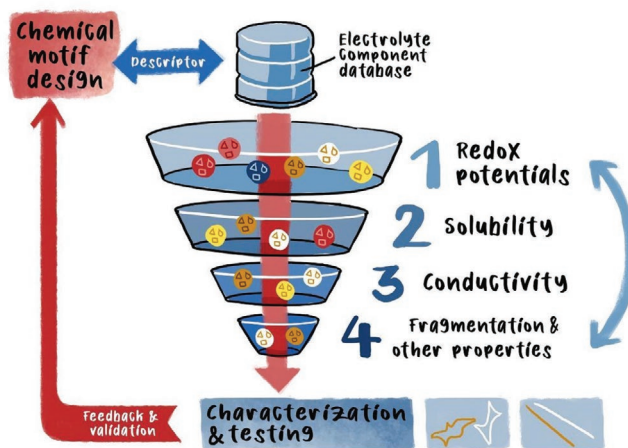 Chemical
motif
design
Descriptor
Electrolyte
Component
database
1 Redox
potentials
2 Solubility
3 Conductivity
4 Fragmentation &
other properties
Feedback &
validation
Characterization
& testing